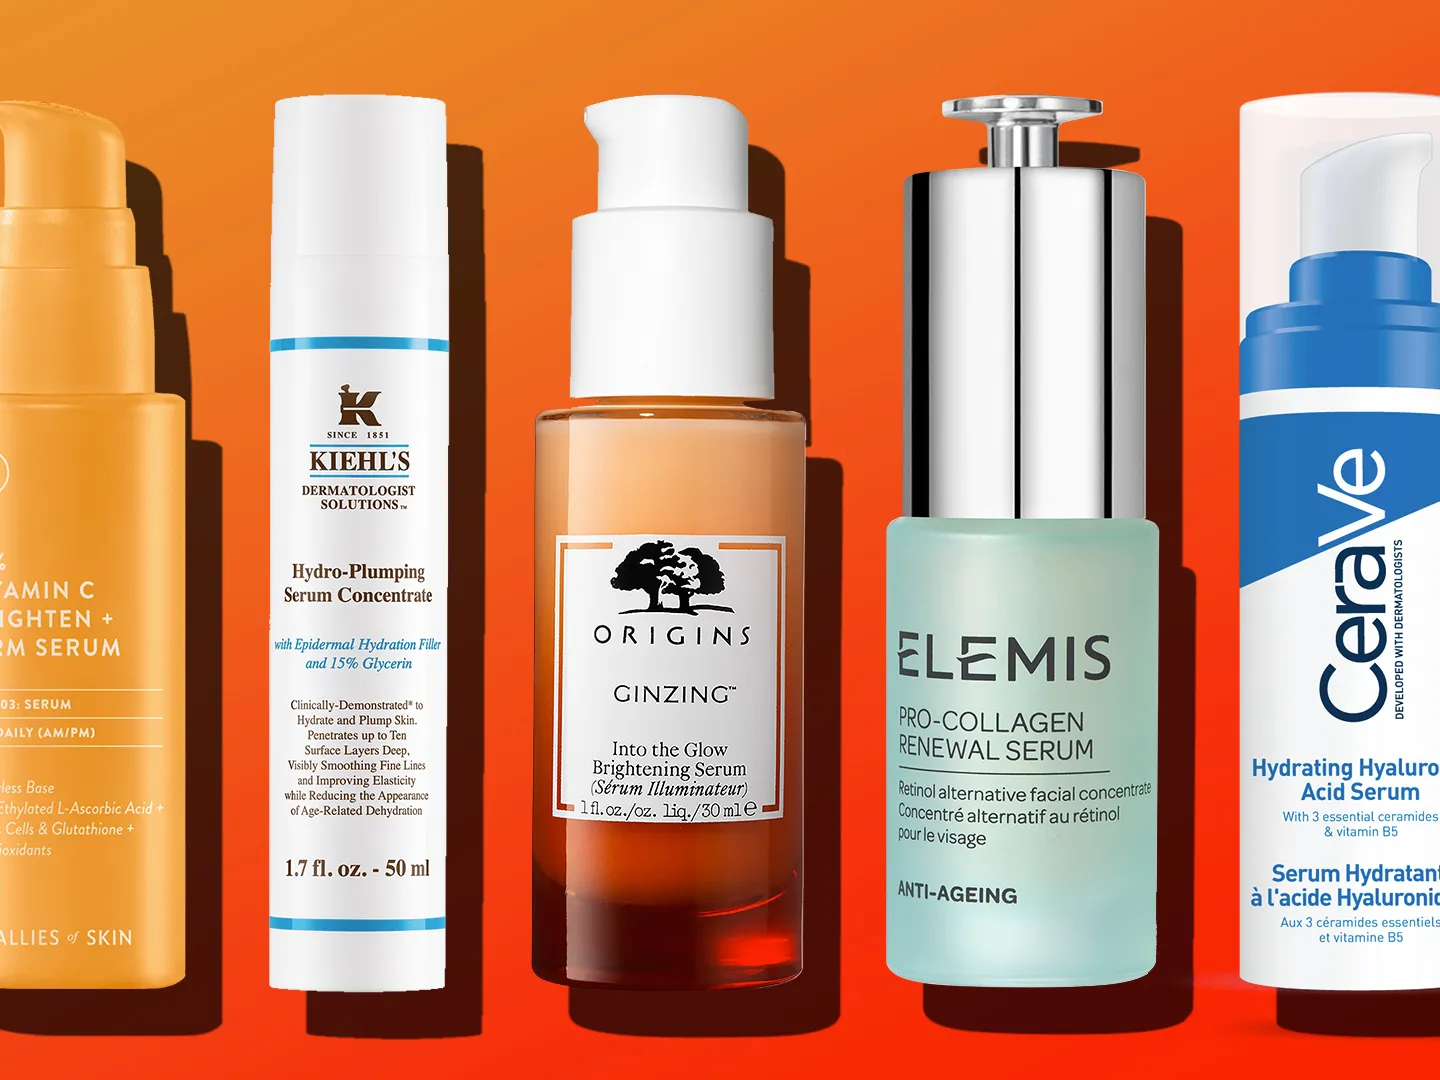 %
TAMIN C
IGHTEN +
RM SERUM
03: SERUM
DAILY (AM/PM)
less Base
Ethylated L-Ascorbic Acid +
Cells & Glutathione +
ioxidants
ALLIES of SKIN
K
SINCE 1851
KIEHL'S
DERMATOLOGIST
SOLUTIONS™
Hydro-Plumping
Serum Concentrate
with Epidermal Hydration Filler
and 15% Glycerin
Clinically-Demonstrated* to
Hydrate and Plump Skin.
Penetrates up to Ten
Surface Layers Deep,
Visibly Smoothing Fine Lines
and Improving Elasticity
while Reducing the Appearance
of Age-Related Dehydration
1.7 fl. oz. - 50 ml
ORIGINS
GINZING™
Into the Glow
Brightening Serum
(Sérum Illuminateur)
1 fl.oz./oz. liq./30 ml ℮
ELEMIS
PRO-COLLAGEN
RENEWAL SERUM
Retinol alternative facial concentrate
Concentré alternatif au rétinol
pour le visage
ANTI-AGEING
CeraVe
DEVELOPED WITH DERMATOLOGISTS
Hydrating Hyaluro
Acid Serum
With 3 essential ceramides
& vitamin B5
Serum Hydratant
à l'acide Hyaluroni
Aux 3 céramides essentiels
et vitamine B5